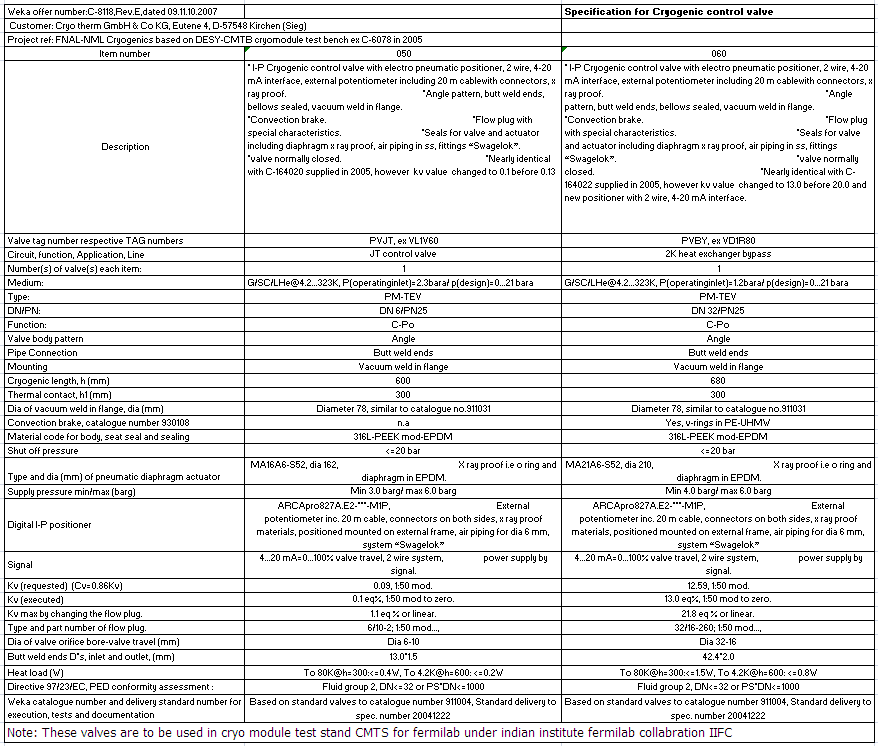 Weka offer number:C-8118,Rev.E,dated 09.11.10.2007 Specification for Cryogenic control valve
Customer: Cryo therm GmbH & Co KG, Eutene 4, D-57548 Kirchen (Sieg)
Project ref: FNAL-NML Cryogenics based on DESY-CMTB cryomodule test bench ex C-6078 in 2005
Item number 050 060
Description
" I-P Cryogenic control valve with electro pneumatic positioner, 2 wire, 4-20
mA interface, external potentiometer including 20 m cablewith connectors, x
ray proof. "Angle pattern, butt weld ends,
bellows sealed, vacuum weld in flange.
"Convection brake. "Flow plug with
special characteristics. "Seals for valve and actuator
including diaphragm x ray proof, air piping in ss, fittings "Swagelok".
"valve normally closed. "Nearly identical
with C-164020 supplied in 2005, however kv value changed to 0.1 before 0.13
" I-P Cryogenic control valve with electro pneumatic positioner, 2 wire, 4-20
mA interface, external potentiometer including 20 m cablewith connectors, x
ray proof. "Angle
pattern, butt weld ends, bellows sealed, vacuum weld in flange.
"Convection brake. "Flow plug
with special characteristics. "Seals for valve
and actuator including diaphragm x ray proof, air piping in ss, fittings
"Swagelok". "valve normally
closed. "Nearly identical with C-
164022 supplied in 2005, however kv value changed to 13.0 before 20.0 and
new positioner with 2 wire, 4-20 mA interface.
Valve tag number respective TAG numbers PVJT, ex VL1V60 PVBY, ex VD1R80
Circuit, function, Application, Line JT control valve 2K heat exchanger bypass
Number(s) of valve(s) each item: 1 1
Medium: G/SC/LHe@4.2...323K, P(operatinginlet)=2.3bara/ p(design)=0...21 bara G/SC/LHe@4.2...323K, P(operatinginlet)=1.2bara/ p(design)=0...21 bara
Type: PM-TEV PM-TEV
DN/PN: DN 6/PN25 DN 32/PN25
Function: C-Po C-Po
Valve body pattern Angle Angle
Pipe Connection Butt weld ends Butt weld ends
Mounting Vacuum weld in flange Vacuum weld in flange
Cryogenic length, h (mm) 600 680
Thermal contact, h1 (mm) 300 300
Dia of vacuum weld in flange, dia (mm) Diameter 78, similar to catalogue no.911031 Diameter 78, similar to catalogue no.911031
Convection brake, catalogue number 930108 n.a Yes, v-rings in PE-UHMW
Material code for body, seat seal and sealing 316L-PEEK mod-EPDM 316L-PEEK mod-EPDM
Shut off pressure <=20 bar <=20 bar
Type and dia (mm) of pneumatic diaphragm actuator
MA16A6-S52, dia 162, X ray proof i.e o ring and
diaphragm in EPDM.
MA21A6-S52, dia 210, X ray proof i.e o ring and
diaphragm in EPDM.
Supply pressure min/max (barg) Min 3.0 barg/ max 6.0 barg Min 4.0 barg/ max 6.0 barg
Digital I-P positioner
ARCApro827A.E2-***-M1P, External
potentiometer inc. 20 m cable, connectors on both sides, x ray proof
materials, positioned mounted on external frame, air piping for dia 6 mm,
system "Swagelok"
ARCApro827A.E2-***-M1P, External
potentiometer inc. 20 m cable, connectors on both sides, x ray proof
materials, positioned mounted on external frame, air piping for dia 6 mm,
system "Swagelok"
Signal
4...20 mA=0...100% valve travel, 2 wire system, power supply by
signal.
4...20 mA=0...100% valve travel, 2 wire system, power supply by
signal.
Kv (requested) (Cv=0.86Kv) 0.09, 1:50 mod. 12.59, 1:50 mod.
Kv (executed) 0.1 eq%, 1:50 mod to zero. 13.0 eq%, 1:50 mod to zero.
Kv max by changing the flow plug. 1.1 eq % or linear. 21.8 eq % or linear.
Type and part number of flow plug. 6/10-2; 1:50 mod..., 32/16-260; 1:50 mod...,
Dia of valve orifice bore-valve travel (mm) Dia 6-10 Dia 32-16
Butt weld ends D*s, inlet and outlet, (mm) 13.0*1.5 42.4*2.0
Heat load (W) To 80K@h=300:<=0.4W, To 4.2K@h=600: <=0.2W To 80K@h=300:<=1.5W, To 4.2K@h=600: <=0.8W
Directive 97/23/EC, PED conformity assessment : Fluid group 2, DN<=32 or PS*DN<=1000 Fluid group 2, DN<=32 or PS*DN<=1000
Weka catalogue number and delivery standard number for
execution, tests and documentation
Based on standard valves to catalogue number 911004, Standard delivery to
spec. number 20041222
Based on standard valves to catalogue number 911004, Standard delivery to
spec. number 20041222
Note: These valves are to be used in cryo module test stand CMTS for fermilab under indian institute fermilab collabration IIFC